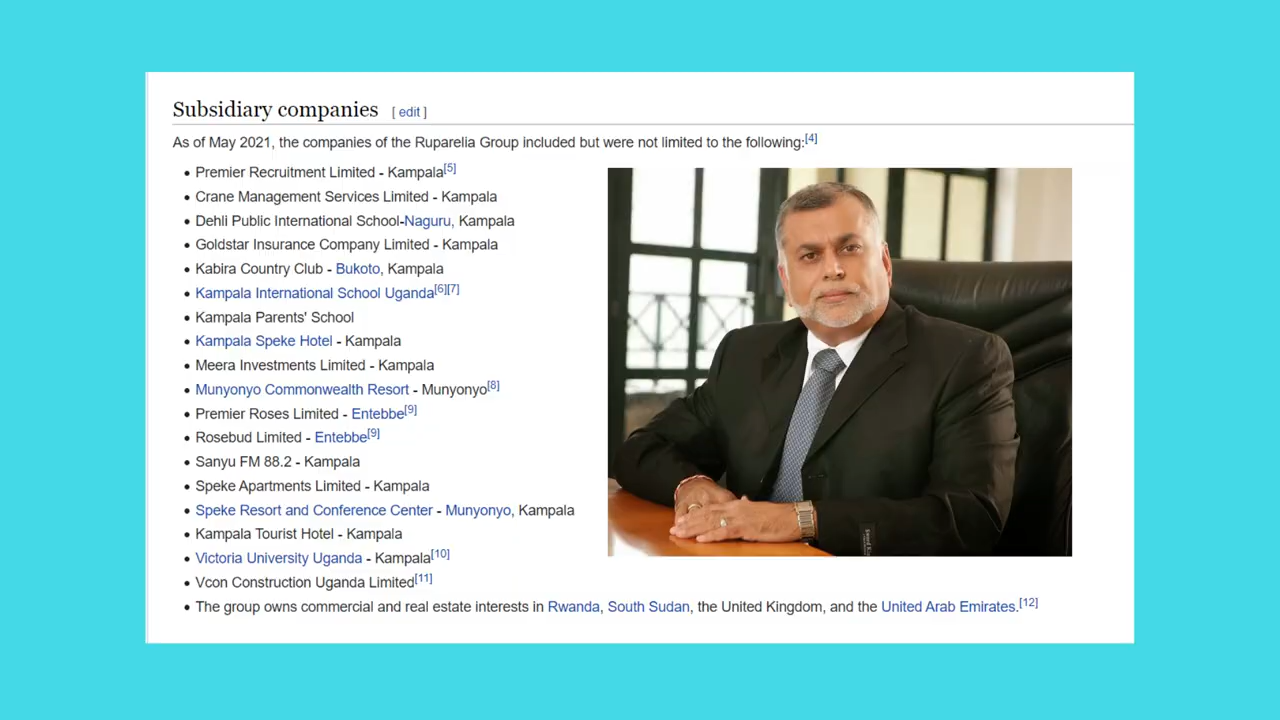 Subsidiary companies [ edit ]
As of May 2021, the companies of the Ruparelia Group included but were not limited to the following:[4]
• Premier Recruitment Limited - Kampala[5]
• Crane Management Services Limited - Kampala
• Dehli Public International School-Naguru, Kampala
• Goldstar Insurance Company Limited - Kampala
• Kabira Country Club - Bukoto, Kampala
• Kampala International School Uganda[6][7]
• Kampala Parents' School
• Kampala Speke Hotel - Kampala
• Meera Investments Limited - Kampala
• Munyonyo Commonwealth Resort - Munyonyo[8]
• Premier Roses Limited - Entebbe[9]
• Rosebud Limited - Entebbe[9]
• Sanyu FM 88.2 - Kampala
• Speke Apartments Limited - Kampala
• Speke Resort and Conference Center - Munyonyo, Kampala
• Kampala Tourist Hotel - Kampala
• Victoria University Uganda - Kampala[10]
• Vcon Construction Uganda Limited[11]
• The group owns commercial and real estate interests in Rwanda, South Sudan, the United Kingdom, and the United Arab Emirates.[12]